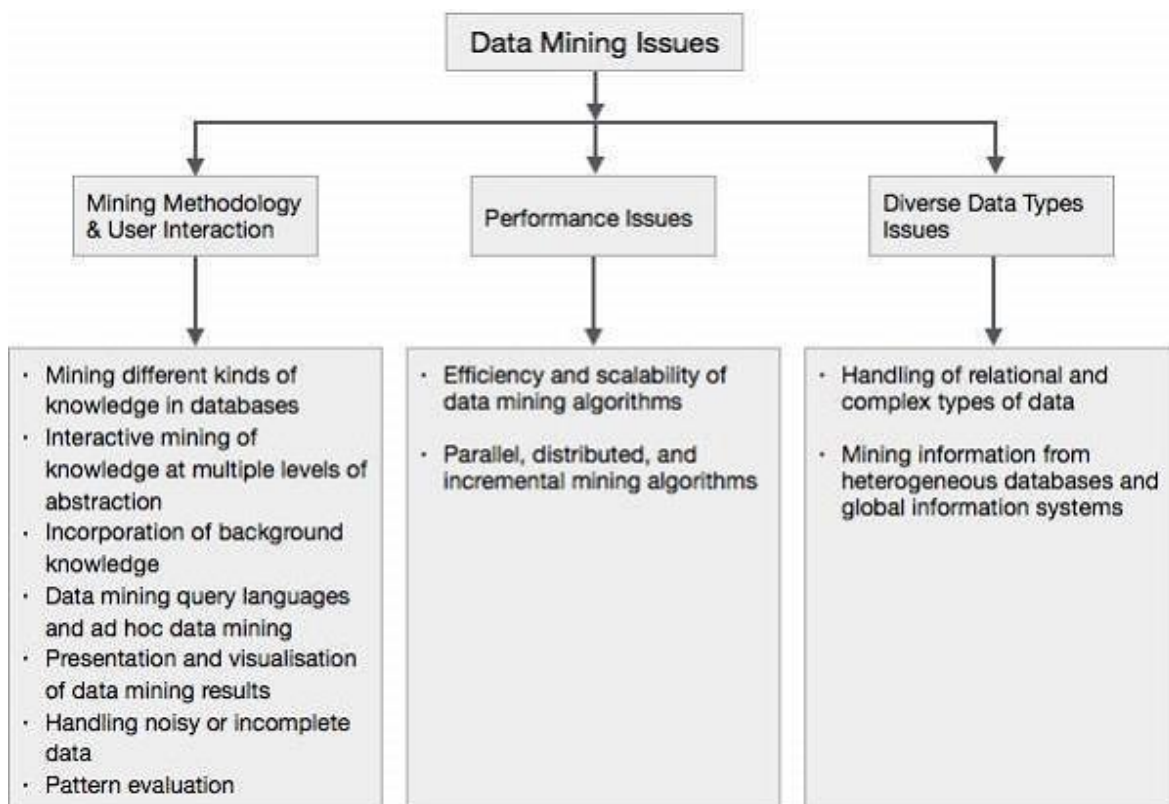 Data Mining Issues
Mining Methodology
& User Interaction
Performance Issues
Diverse Data Types
Issues
· Mining different kinds of
knowledge in databases
· Interactive mining of
knowledge at multiple levels of
abstraction
· Incorporation of background
knowledge
· Data mining query languages
and ad hoc data mining
· Presentation and visualisation
of data mining results
· Handling noisy or incomplete
data
· Pattern evaluation
· Efficiency and scalability of
data mining algorithms
· Parallel, distributed, and
incremental mining algorithms
· Handling of relational and
complex types of data
· Mining information from
heterogeneous databases and
global information systems